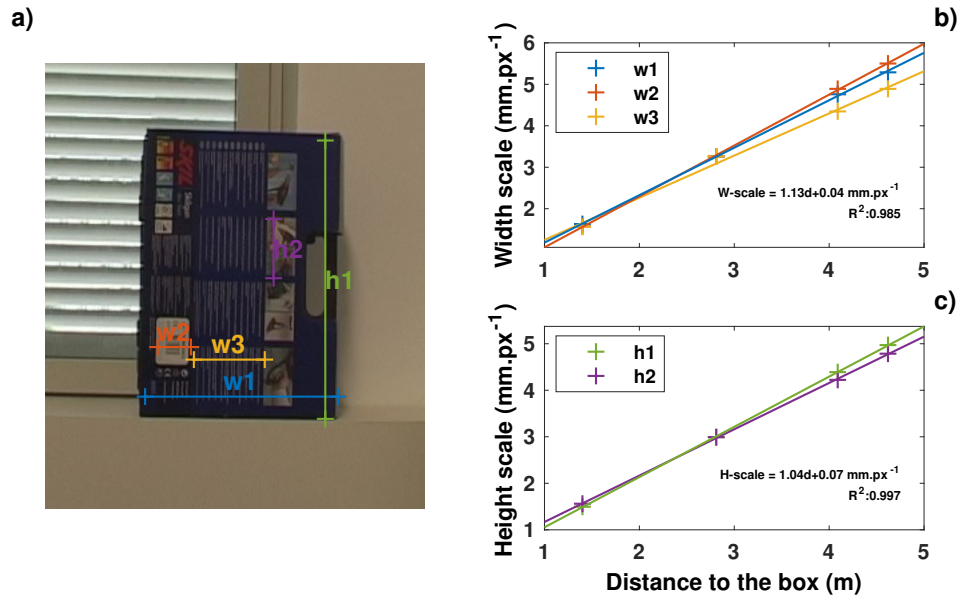 a)
SKIL
h2
h1
w2
w3
w1
b)
Width scale (mm.px-1)
6
5
4
3
2
w1
w2
w3
W-scale = 1.13d+0.04 mm.px-1
R2:0.985
1 2 3 4 5
c)
Height scale (mm.px-1)
5
4
3
2
1
h1
h2
H-scale = 1.04d+0.07 mm.px-1
R2:0.997
1 2 3 4 5
Distance to the box (m)